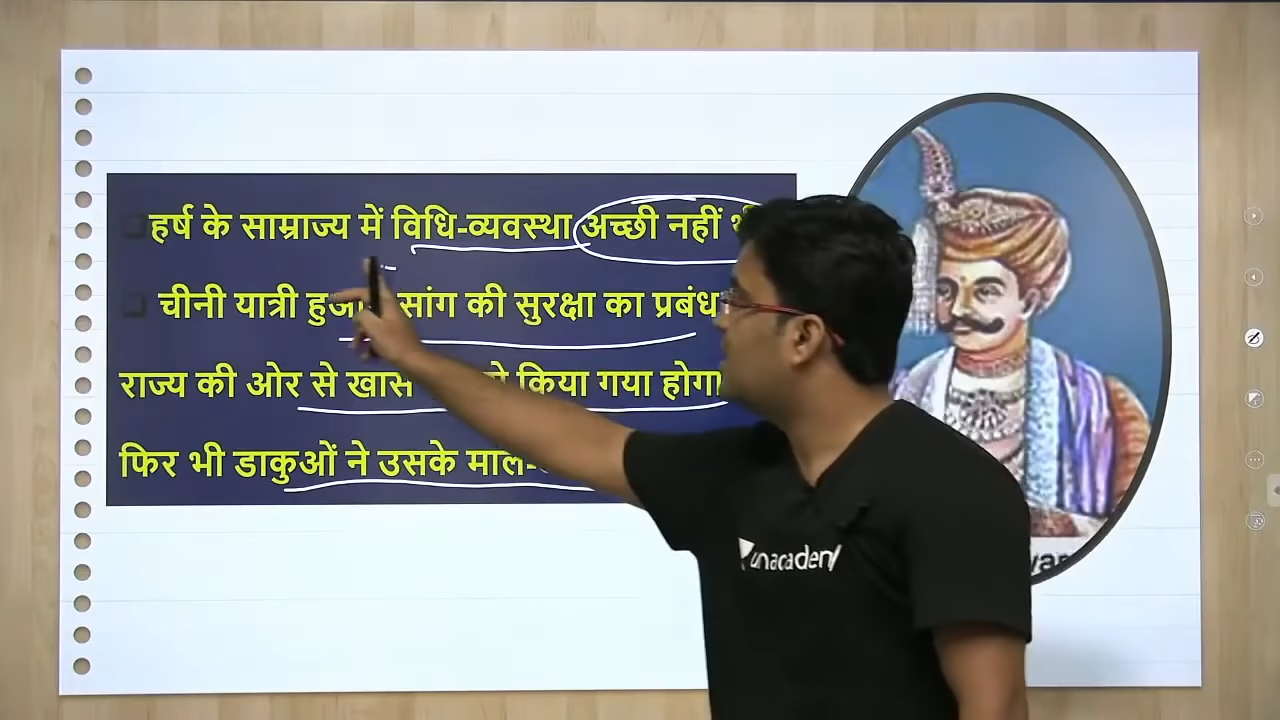 हर्ष के साम्राज्य में विधि-व्यवस्था अच्छी नहीं
चीनी यात्री सांग की सुरक्षा का प्रबंध
राज्य की ओर से खास किया गया होगा
फिर भी डाकुओं ने उसके
unacademy